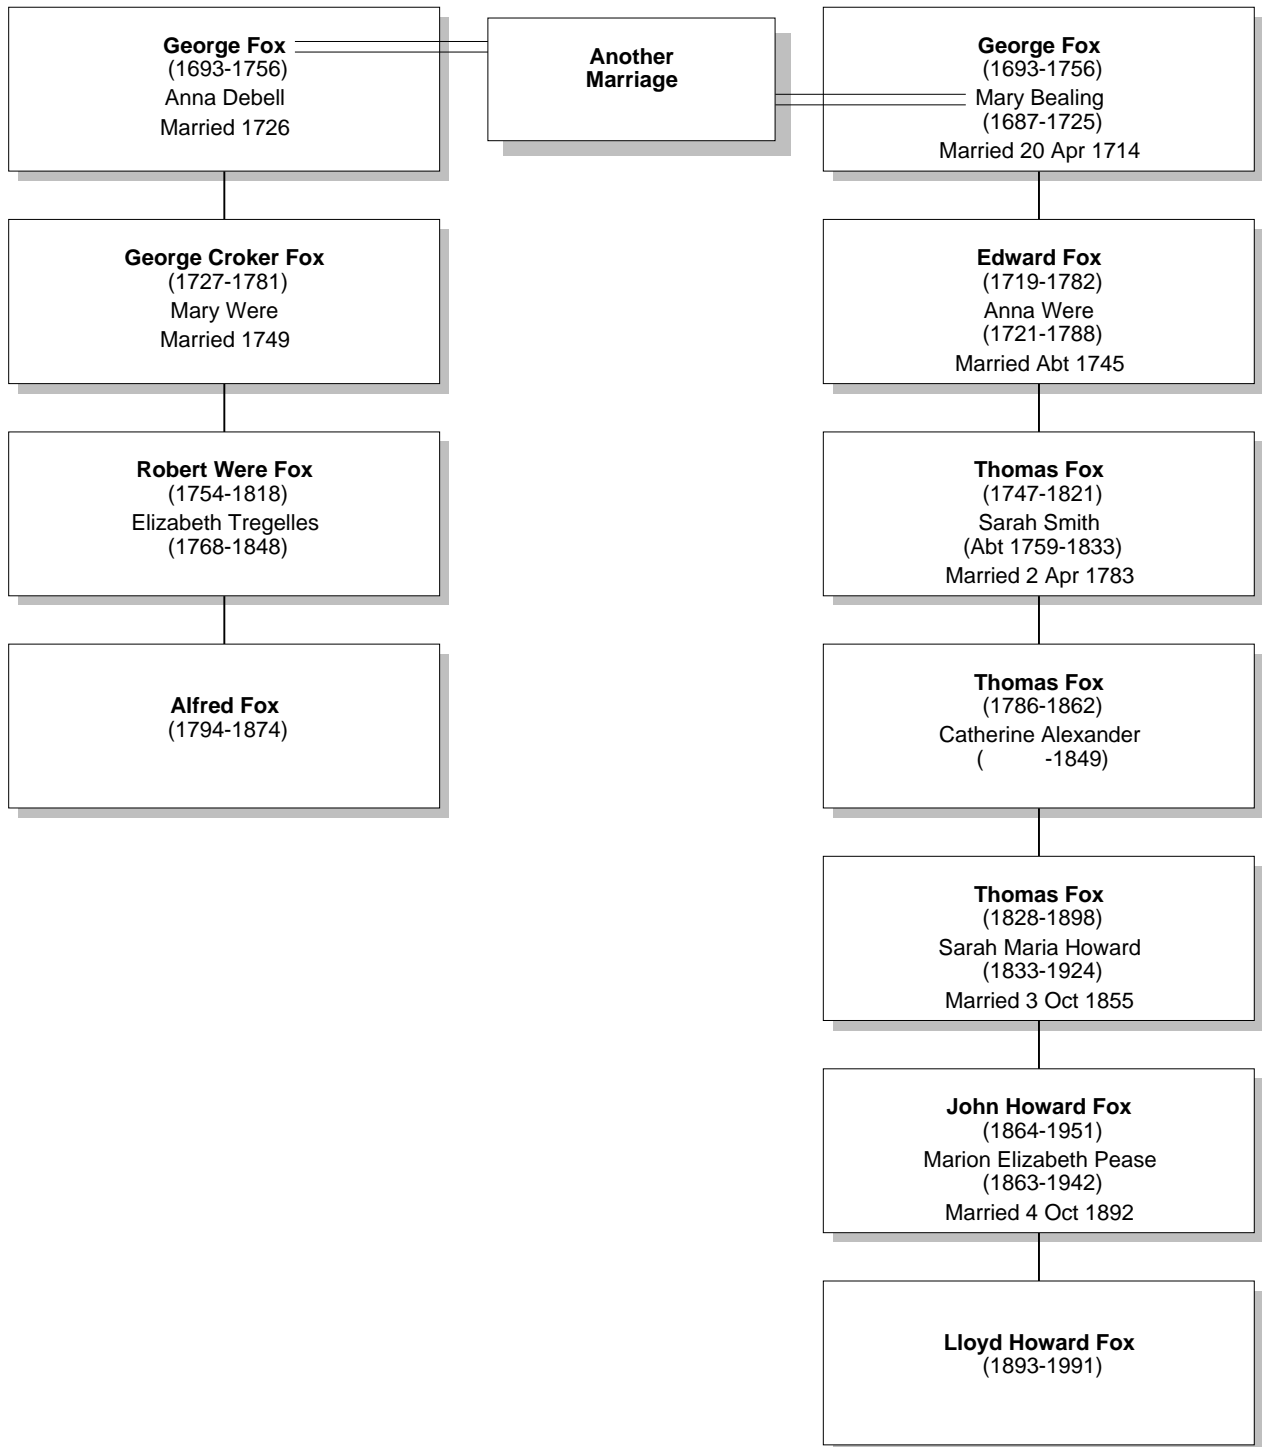 George Fox
(1693-1756)
Anna Debell
Married 1726
Another
Marriage
George Fox
(1693-1756)
Mary Bealing
(1687-1725)
Married 20 Apr 1714
George Croker Fox
(1727-1781)
Mary Were
Married 1749
Edward Fox
(1719-1782)
Anna Were
(1721-1788)
Married Abt 1745
Robert Were Fox
(1754-1818)
Elizabeth Tregelles
(1768-1848)
Thomas Fox
(1747-1821)
Sarah Smith
(Abt 1759-1833)
Married 2 Apr 1783
Alfred Fox
(1794-1874)
Thomas Fox
(1786-1862)
Catherine Alexander
(          -1849)
Thomas Fox
(1828-1898)
Sarah Maria Howard
(1833-1924)
Married 3 Oct 1855
John Howard Fox
(1864-1951)
Marion Elizabeth Pease
(1863-1942)
Married 4 Oct 1892
Lloyd Howard Fox
(1893-1991)